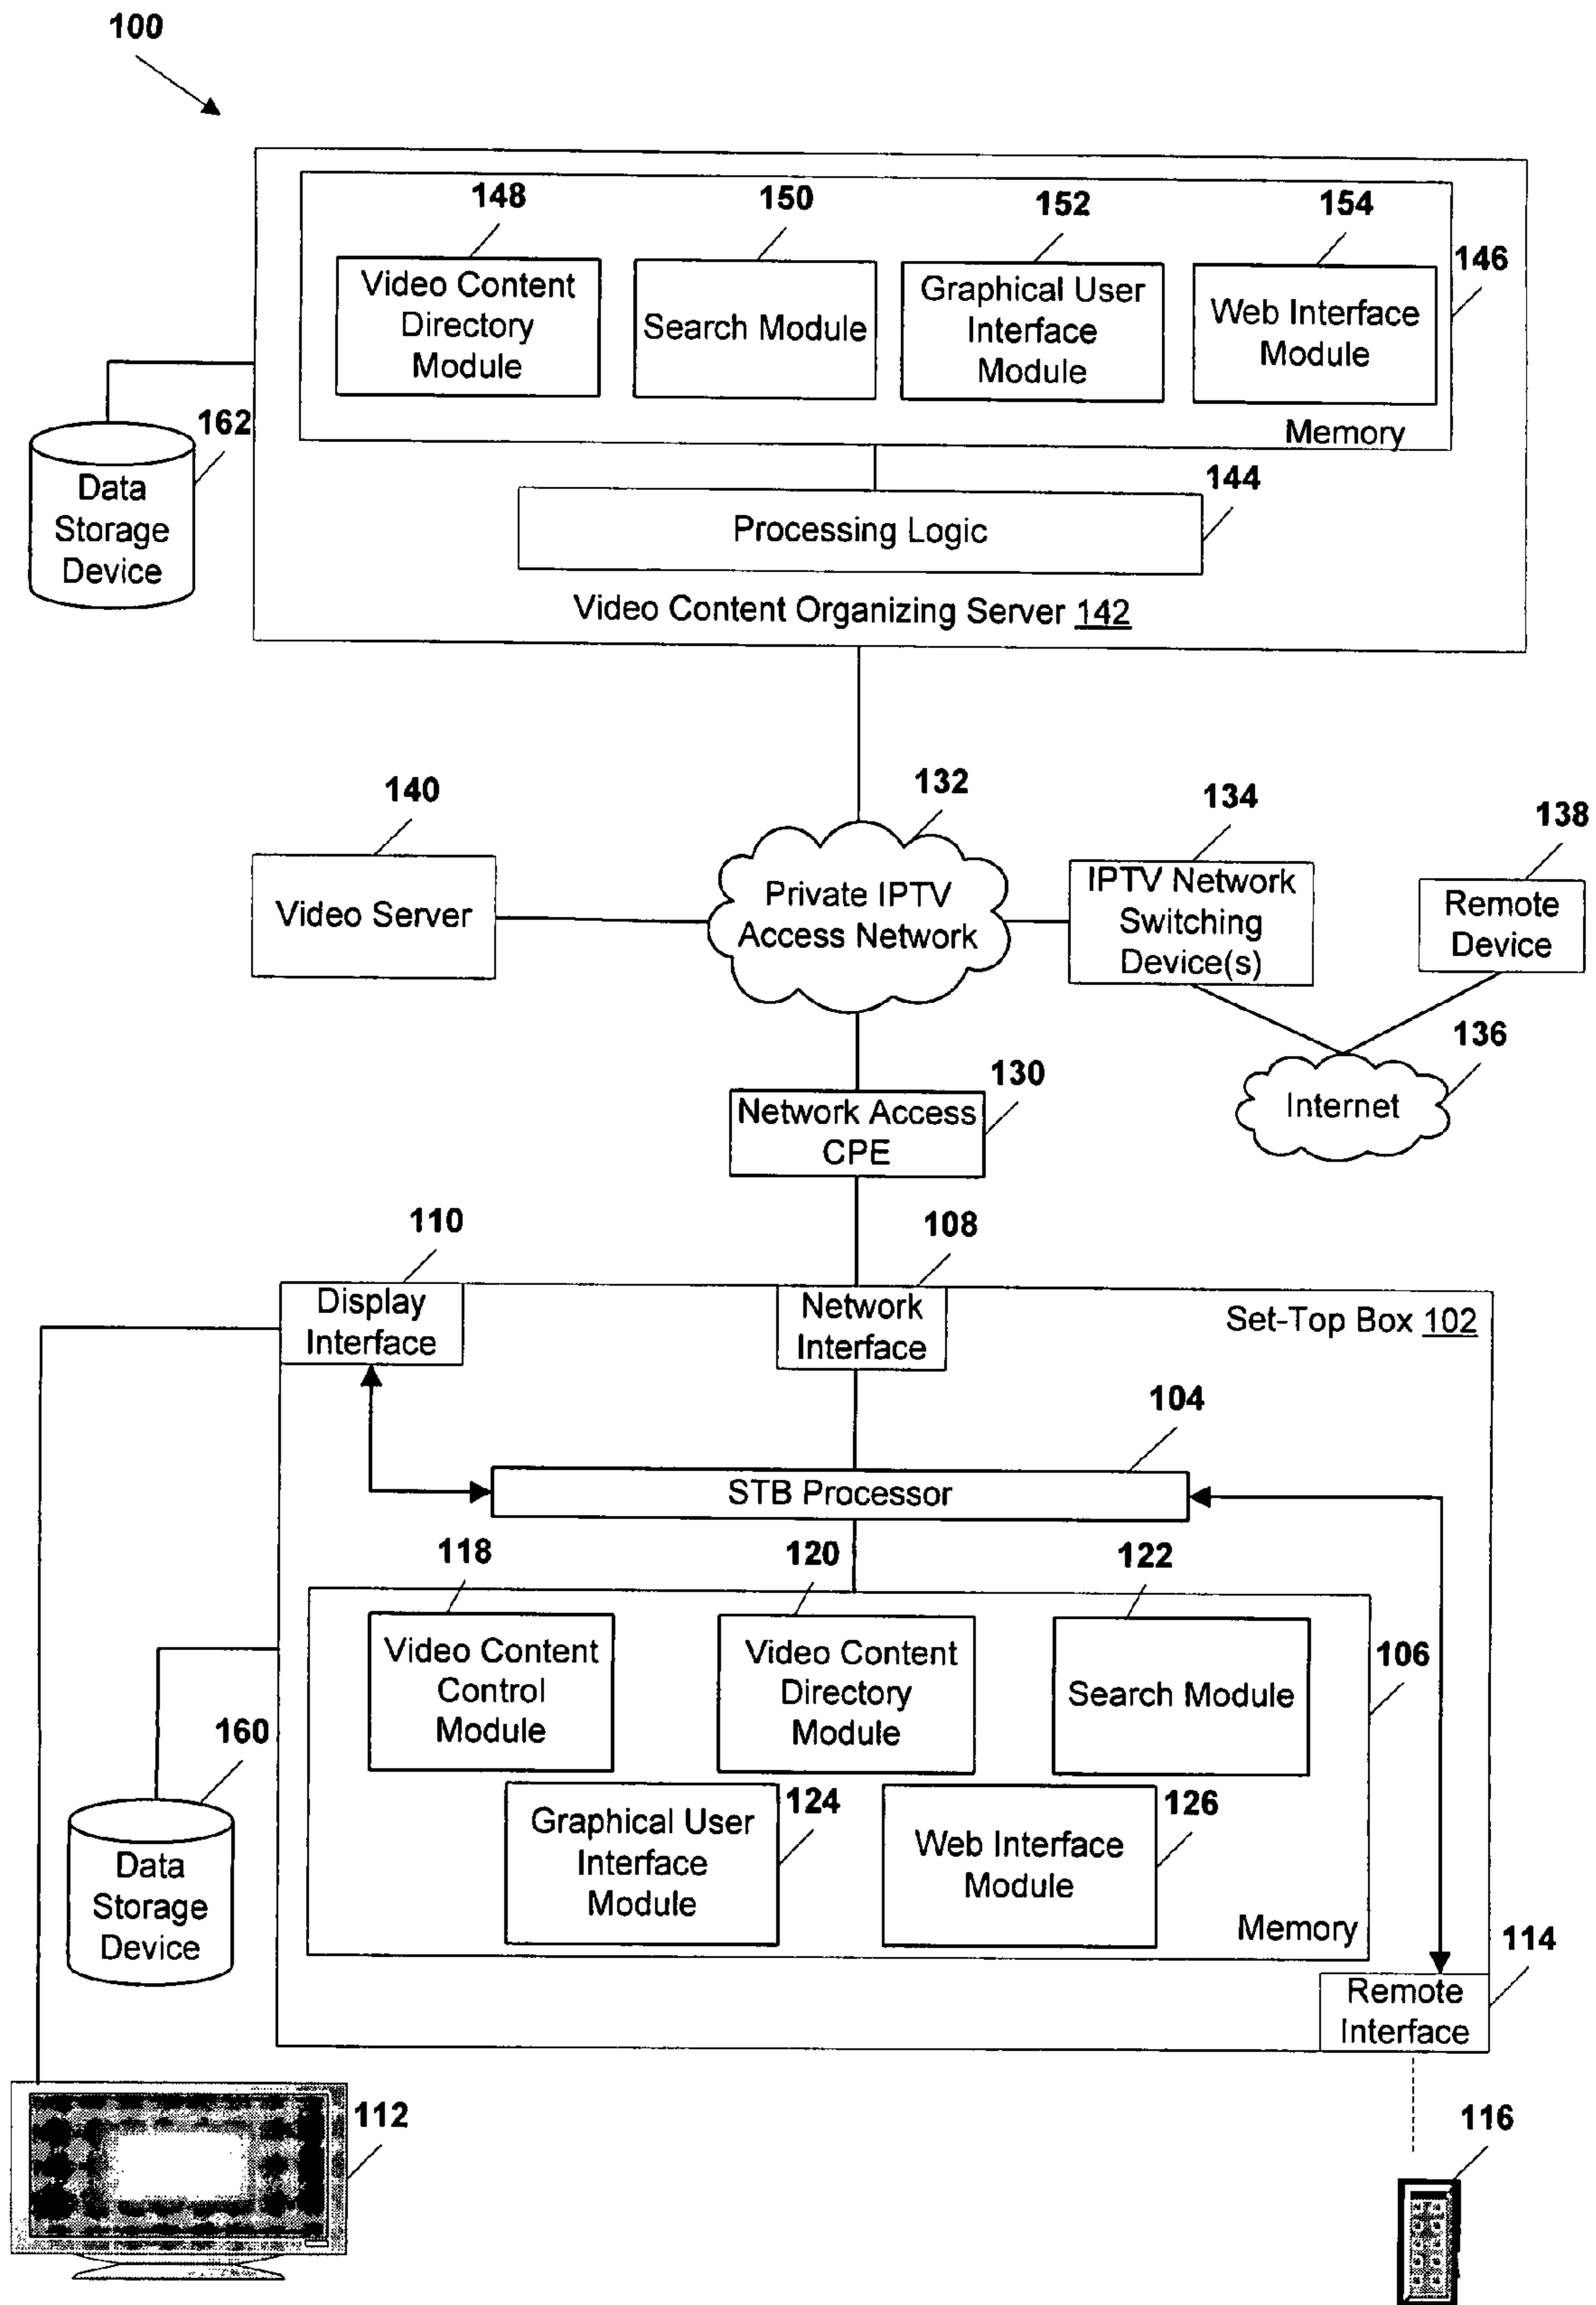 100
148
150
152
154
146
Video Content
Directory
Module
Search Module
Graphical User
Interface
Module
Web Interface
Module
Memory
162
Data
Storage
Device
144
Processing Logic
Video Content Organizing Server 142
140
132
134
138
Video Server
Private IPTV
Access Network
IPTV Network
Switching
Device(s)
Remote
Device
136
Internet
130
Network Access
CPE
110
108
Display
Interface
Network
Interface
Set-Top Box 102
104
STB Processor
118
120
122
106
Video Content
Control
Module
Video Content
Directory
Module
Search Module
160
Data
Storage
Device
124
126
Graphical User
Interface
Module
Web Interface
Module
Memory
114
Remote
Interface
112
116